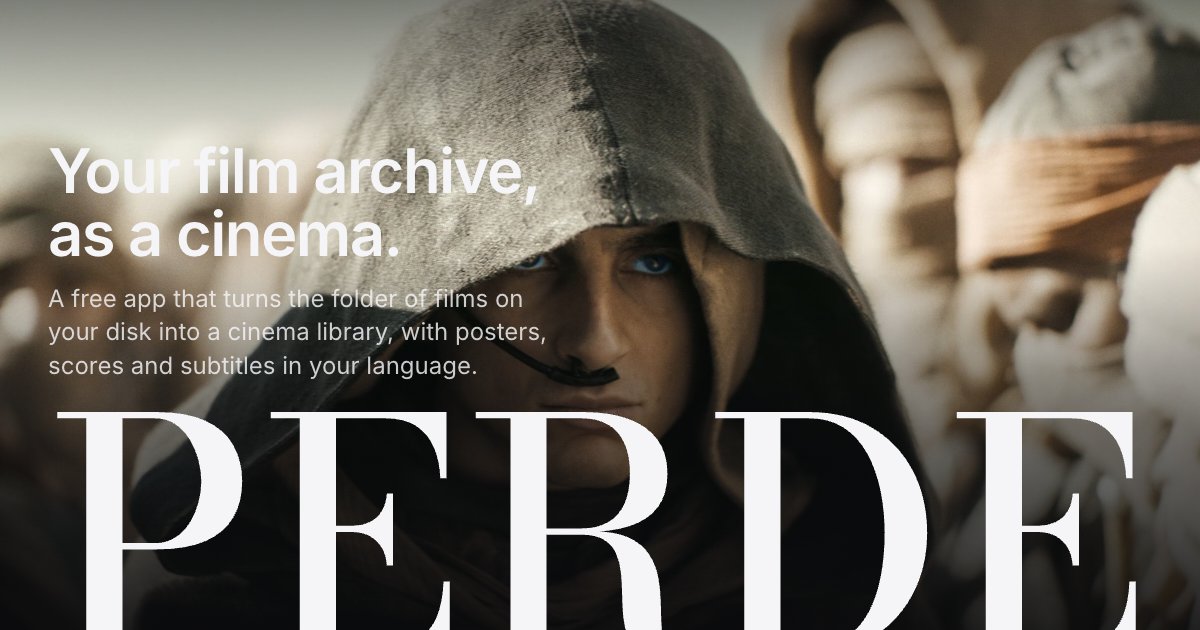 Your film archive,
as a cinema.
A free app that turns the folder of films on
your disk into a cinema library, with posters,
scores and subtitles in your language.
PERDE